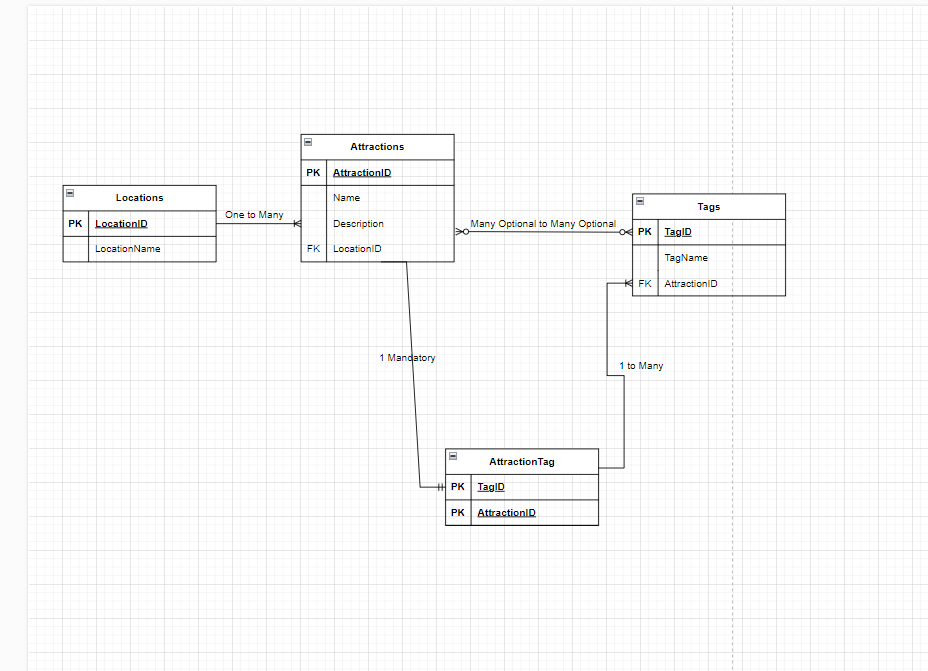 Attractions
PK AttractionID
Name
Description
FK LocationID
Locations
PK LocationID
LocationName
One to Many
Many Optional to Many Optional
Tags
PK TagID
TagName
FK AttractionID
1 Mandatory
1 to Many
AttractionTag
PK TagID
PK AttractionID